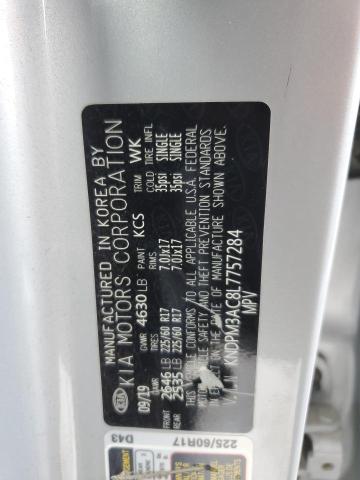 MANUFACTURED IN KOREA BY
KIA MOTORS CORPORATION
KIA
09/19 GVWR 4630 LB PAINT KCS TRIM WK
GAWR TIRES RIMS COLD TIRE INFL
FRONT 2646 LB 225/60 R17 7.0JX17 35psi SINGLE
REAR 2535 LB 225/60 R17 7.0JX17 35psi SINGLE
THIS VEHICLE CONFORMS TO ALL APPLICABLE U.S.A. FEDERAL
MOTOR VEHICLE SAFETY AND THEFT PREVENTION STANDARDS
IN EFFECT ON THE DATE OF MANUFACTURE SHOWN ABOVE.
V.I.N : KNDPM3AC8L7757284
MPV
D43
225/60R17